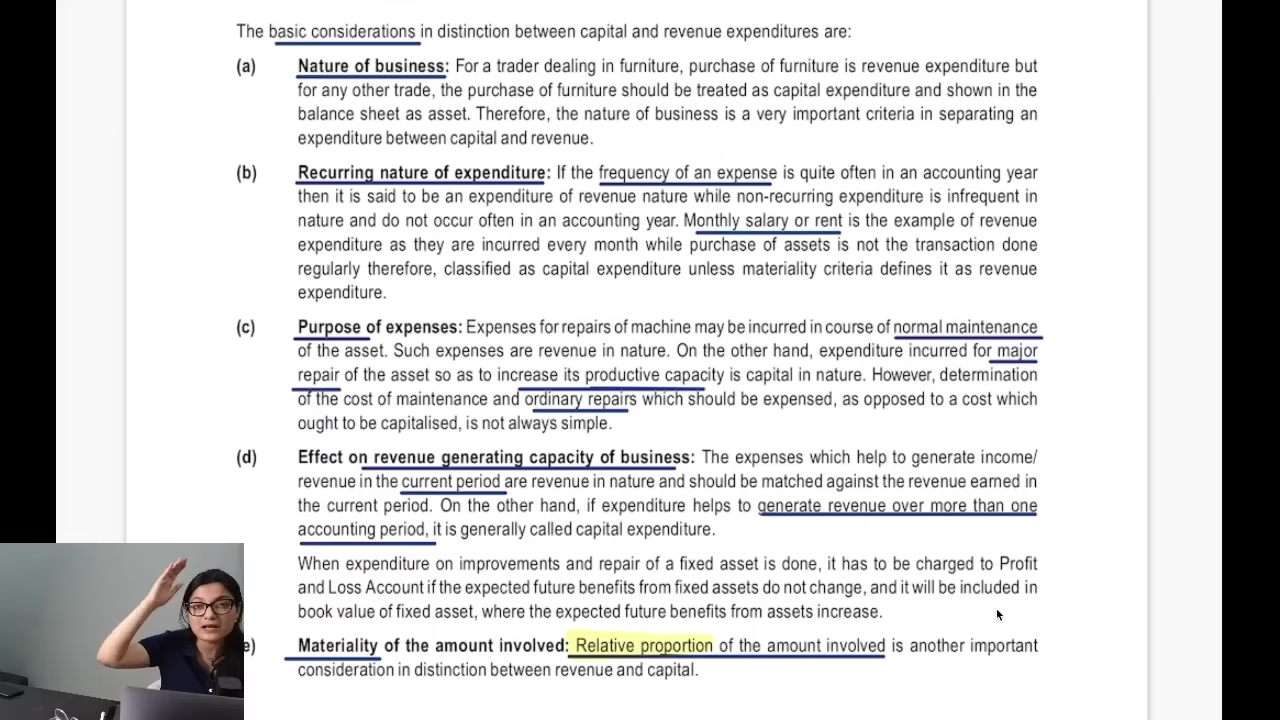 The basic considerations in distinction between capital and revenue expenditures are:
(a) Nature of business: For a trader dealing in furniture, purchase of furniture is revenue expenditure but
for any other trade, the purchase of furniture should be treated as capital expenditure and shown in the
balance sheet as asset. Therefore, the nature of business is a very important criteria in separating an
expenditure between capital and revenue.
(b) Recurring nature of expenditure: If the frequency of an expense is quite often in an accounting year
then it is said to be an expenditure of revenue nature while non-recurring expenditure is infrequent in
nature and do not occur often in an accounting year. Monthly salary or rent is the example of revenue
expenditure as they are incurred every month while purchase of assets is not the transaction done
regularly therefore, classified as capital expenditure unless materiality criteria defines it as revenue
expenditure.
(c) Purpose of expenses: Expenses for repairs of machine may be incurred in course of normal maintenance
of the asset. Such expenses are revenue in nature. On the other hand, expenditure incurred for major
repair of the asset so as to increase its productive capacity is capital in nature. However, determination
of the cost of maintenance and ordinary repairs which should be expensed, as opposed to a cost which
ought to be capitalised, is not always simple.
(d) Effect on revenue generating capacity of business: The expenses which help to generate income/
revenue in the current period are revenue in nature and should be matched against the revenue earned in
the current period. On the other hand, if expenditure helps to generate revenue over more than one
accounting period, it is generally called capital expenditure.
When expenditure on improvements and repair of a fixed asset is done, it has to be charged to Profit
and Loss Account if the expected future benefits from fixed assets do not change, and it will be included in
book value of fixed asset, where the expected future benefits from assets increase.
e) Materiality of the amount involved: Relative proportion of the amount involved is another important
consideration in distinction between revenue and capital.